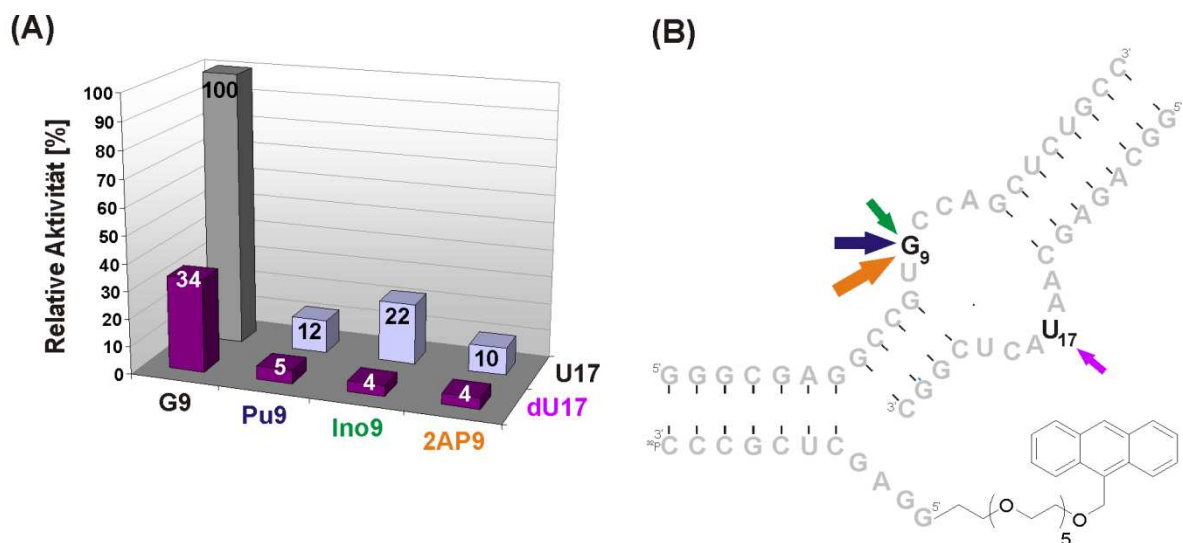 (A)
Relative Aktivität [%]
100
90
80
70
60
50
40
30
20
10
0
100
34
12
22
10
5
4
4
G9
Pu9
Ino9
2AP9
U17
dU17
(B)
5' G G G C G A G G C C G U G9 C C A G C U C U G C C 3'
5' G G C A G A G C A A U17 A C U C G G C 3'
3' C C C G C U C G A G G 5'
32P
O
O
5